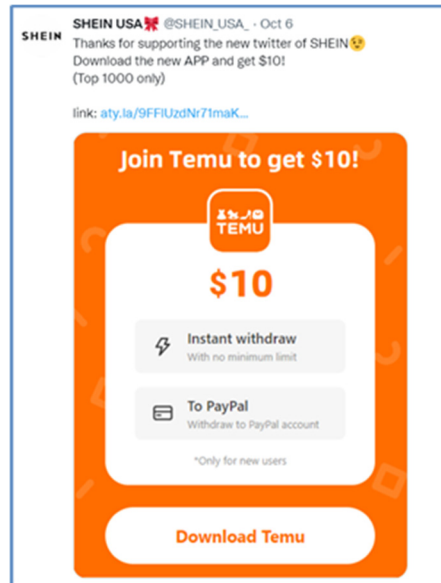 SHEIN
SHEIN USA🎀 @SHEIN_USA_ · Oct 6
Thanks for supporting the new twitter of SHEIN🤨
Download the new APP and get $10!
(Top 1000 only)
link: aty.la/9FFlUzdNr71maK...
Join Temu to get $10!
TEMU
$10
Instant withdraw
With no minimum limit
To PayPal
Withdraw to PayPal account
*Only for new users
Download Temu